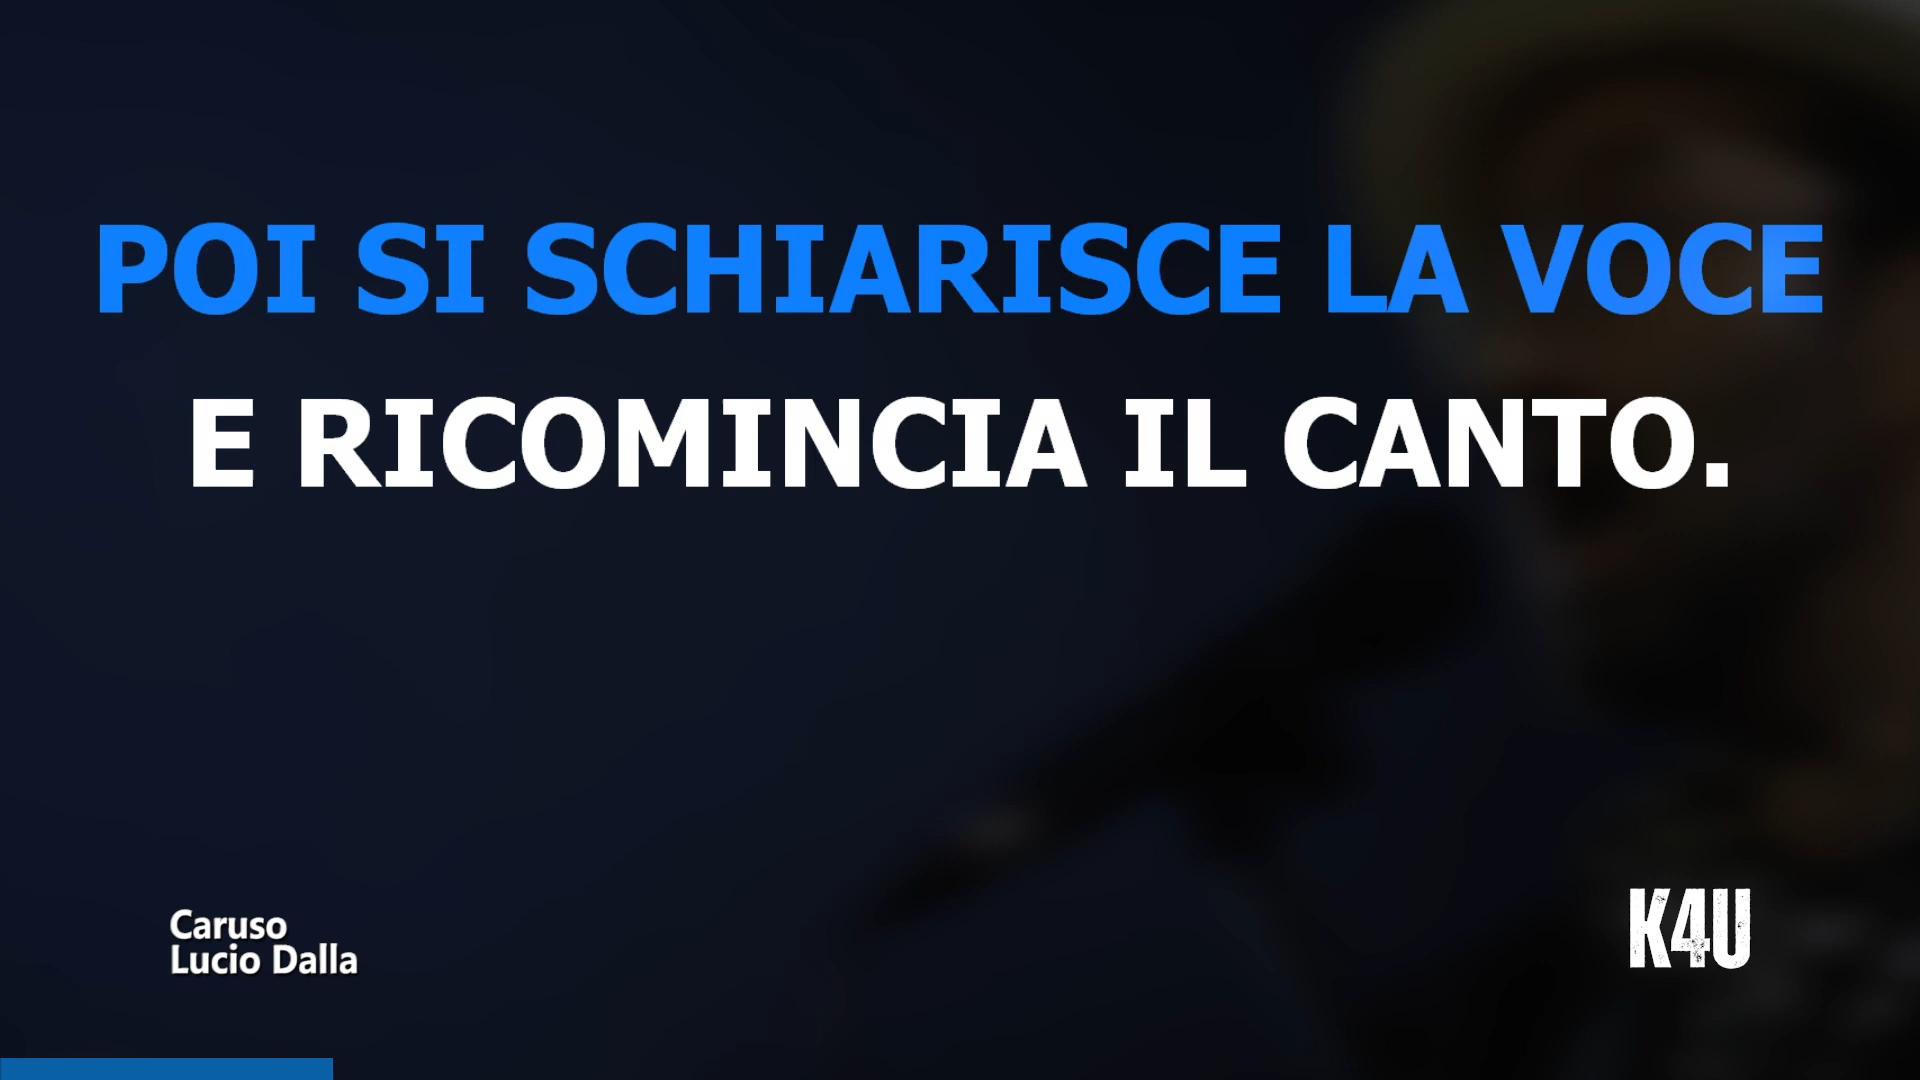 POI SI SCHIARISCE LA VOCE
E RICOMINCIA IL CANTO.
Caruso
Lucio Dalla
K4U